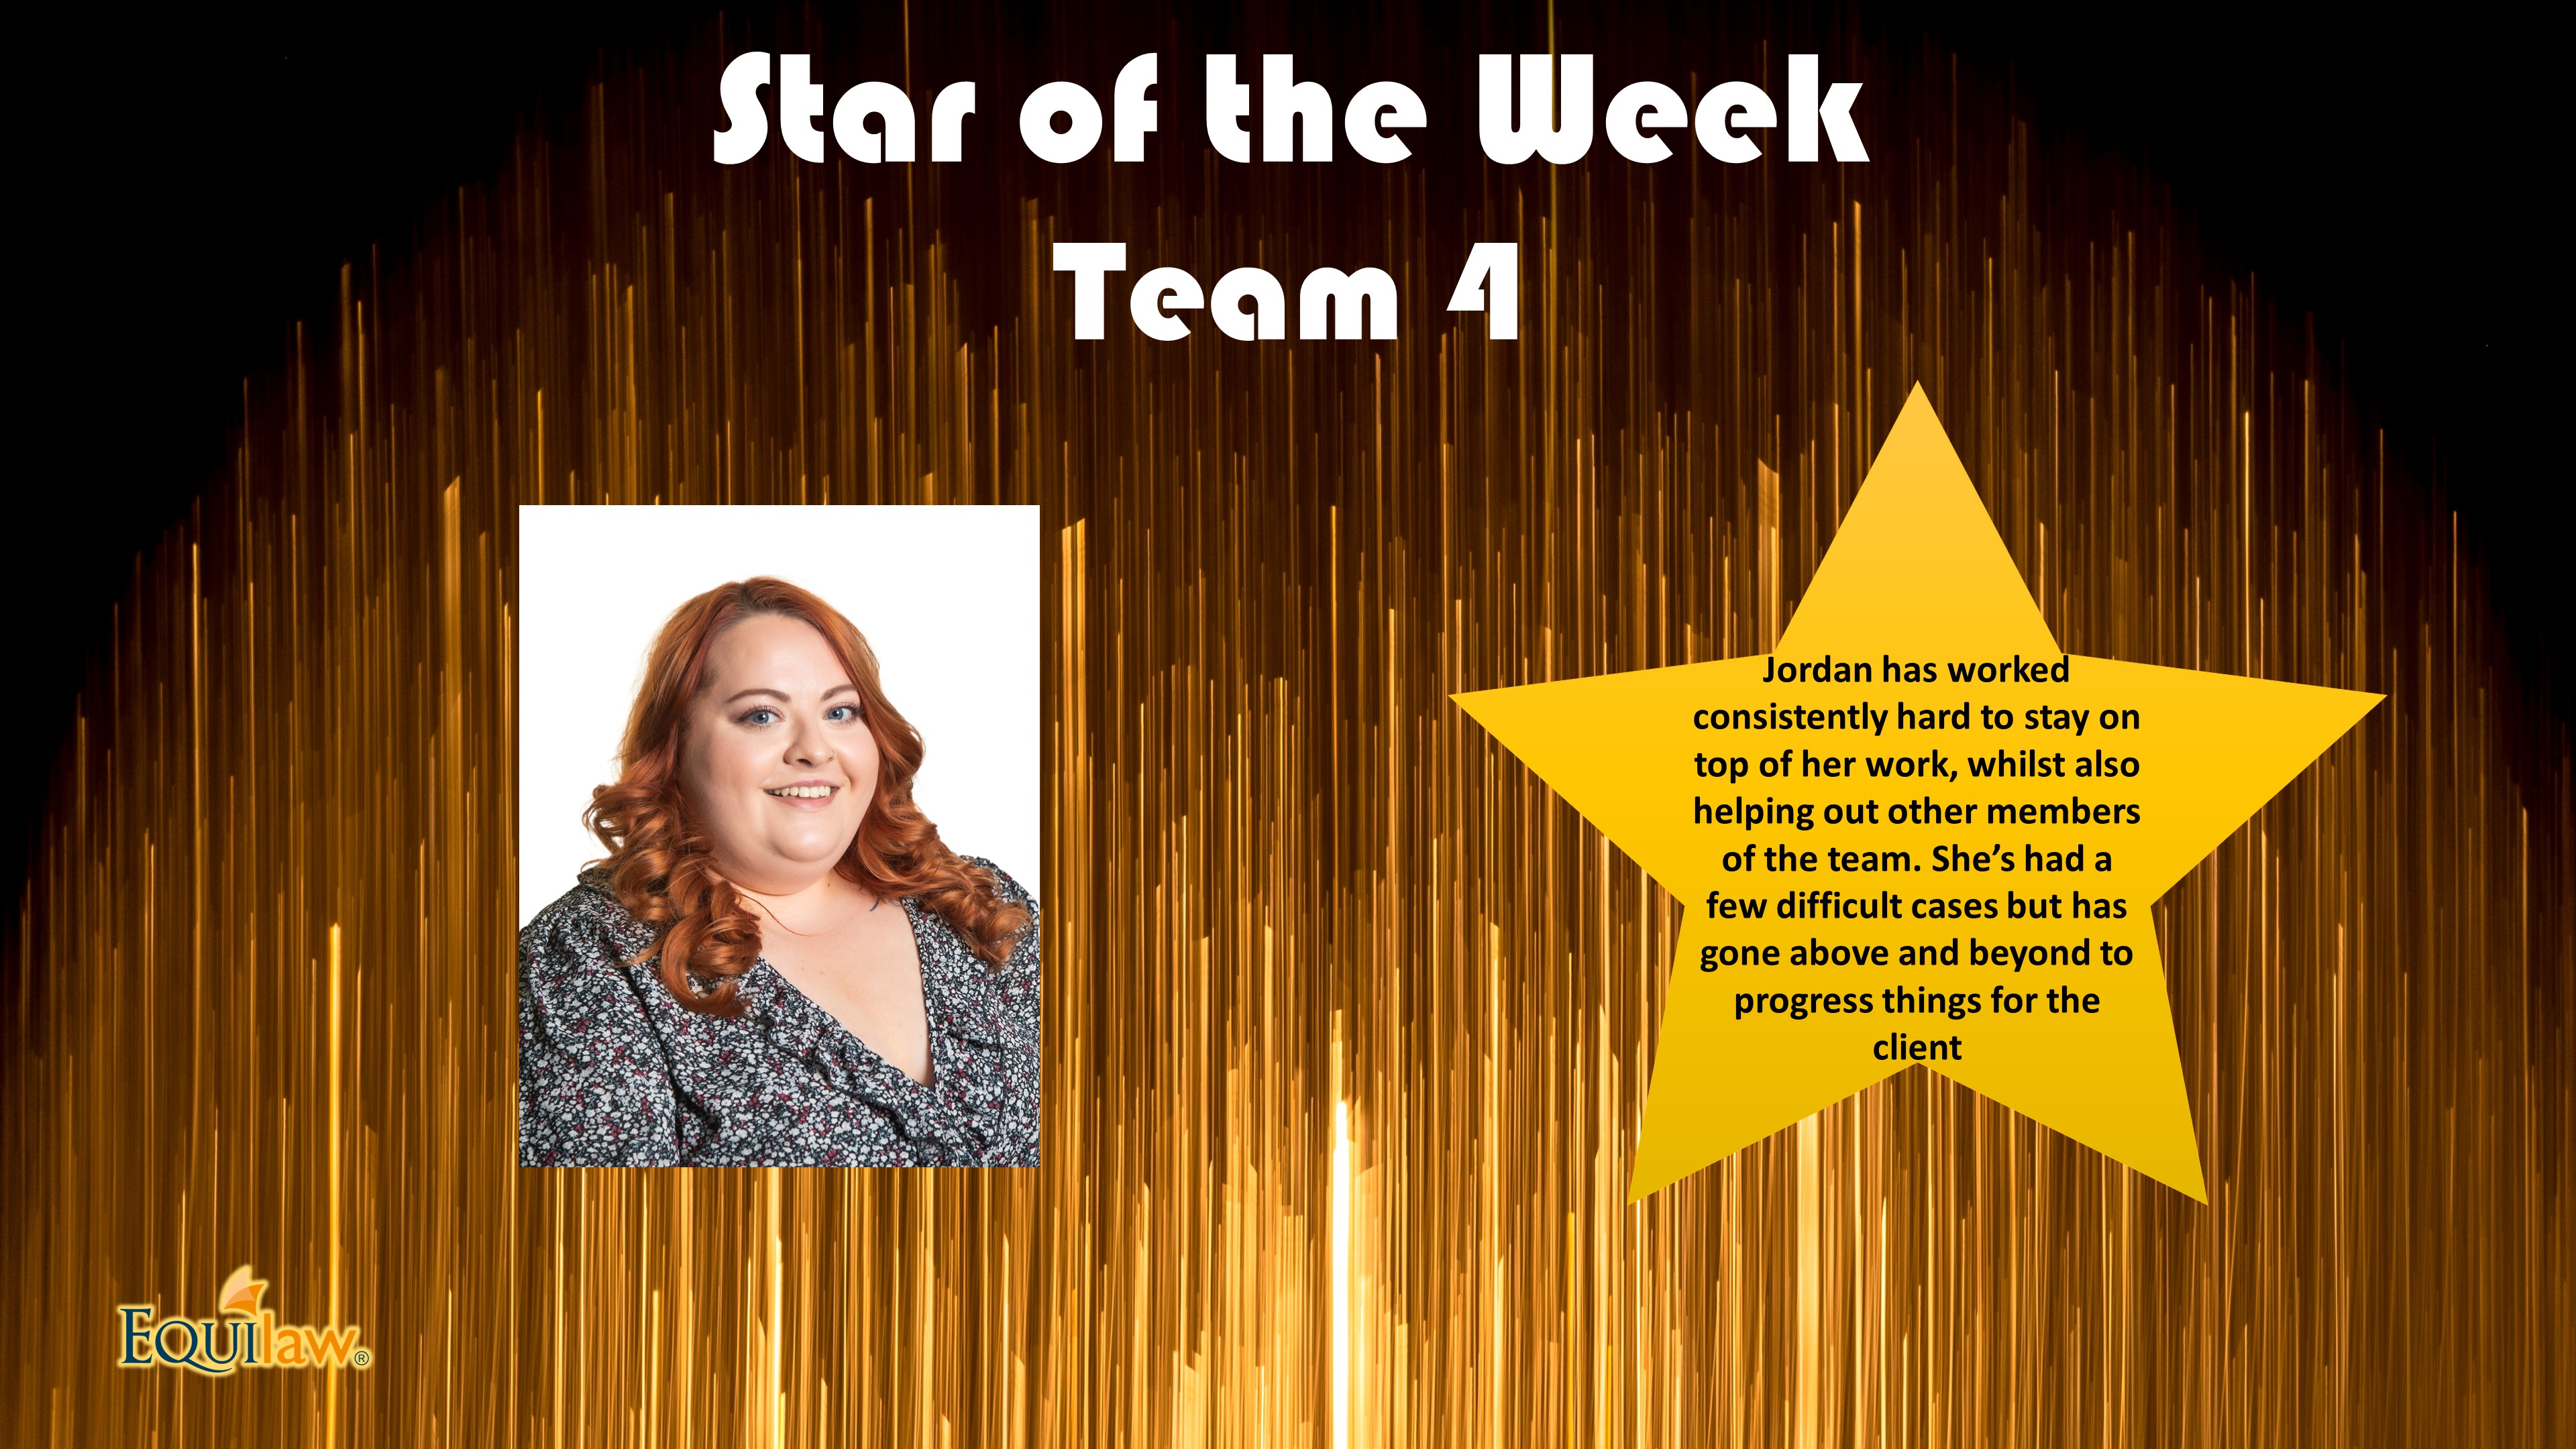 Star of the Week
Team 4
Jordan has worked
consistently hard to stay on
top of her work, whilst also
helping out other members
of the team. She’s had a
few difficult cases but has
gone above and beyond to
progress things for the
client
EQUIlaw®